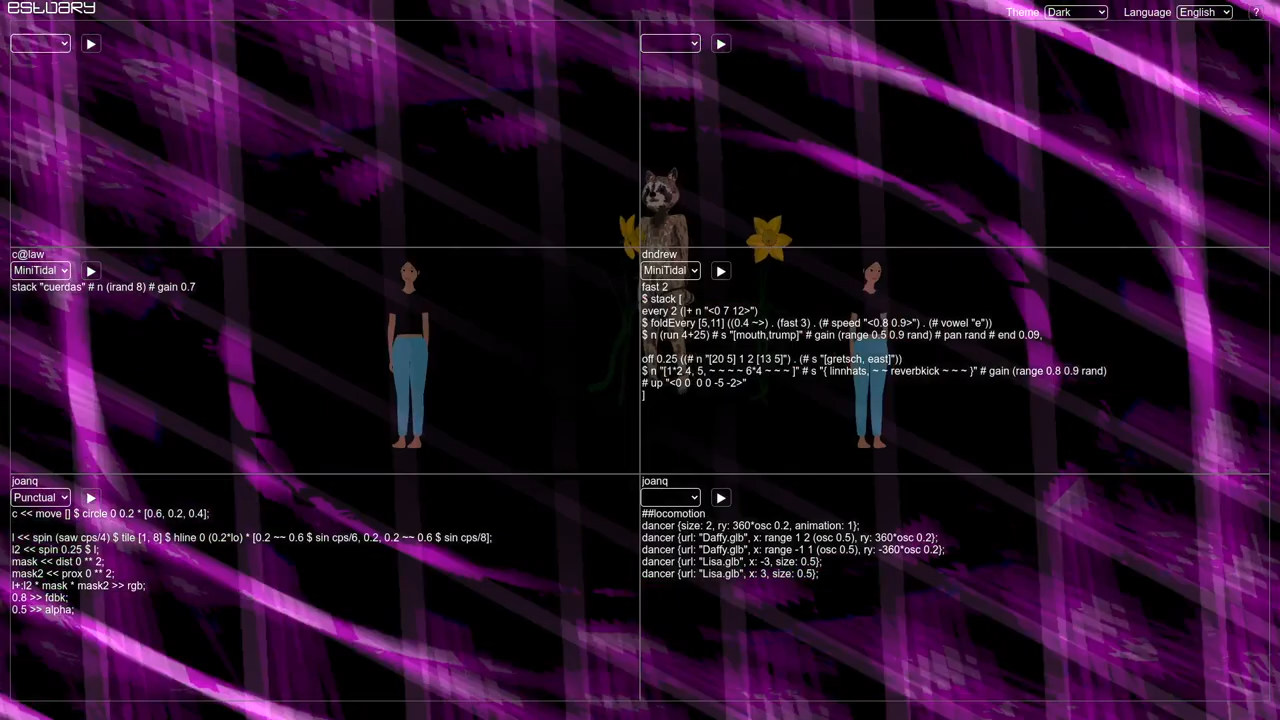 estuary
Theme Dark Language English ?
c@law
MiniTidal
stack "cuerdas" # n (irand 8) # gain 0.7
dndrew
MiniTidal
fast 2
$ stack [
every 2 (|+ n "<0 7 12>")
$ foldEvery [5,11] ((0.4 ~>) . (fast 3) . (# speed "<0.8 0.9>") . (# vowel "e"))
$ n (run 4+25) # s "[mouth,trump]" # gain (range 0.5 0.9 rand) # pan rand # end 0.09,
off 0.25 ((# n "[20 5] 1 2 [13 5]") . (# s "[gretsch, east]"))
$ n "[1*2 4, 5, ~ ~ ~ ~ 6*4 ~ ~ ~ ]" # s "{ linnhats, ~ ~ reverbkick ~ ~ ~ }" # gain (range 0.8 0.9 rand)
# up "<0 0  0 0 -5 -2>"
]
joanq
Punctual
c << move [] $ circle 0 0.2 * [0.6, 0.2, 0.4];
l << spin (saw cps/4) $ tile [1, 8] $ hline 0 (0.2*lo) * [0.2 ~~ 0.6 $ sin cps/6, 0.2, 0.2 ~~ 0.6 $ sin cps/8];
l2 << spin 0.25 $ l;
mask << dist 0 ** 2;
mask2 << prox 0 ** 2;
l+:l2 * mask * mask2 >> rgb;
0.8 >> fdbk;
0.5 >> alpha;
joanq
##locomotion
dancer {size: 2, ry: 360*osc 0.2, animation: 1};
dancer {url: "Daffy.glb", x: range 1 2 (osc 0.5), ry: 360*osc 0.2};
dancer {url: "Daffy.glb", x: range -1 1 (osc 0.5), ry: -360*osc 0.2};
dancer {url: "Lisa.glb", x: -3, size: 0.5};
dancer {url: "Lisa.glb", x: 3, size: 0.5};